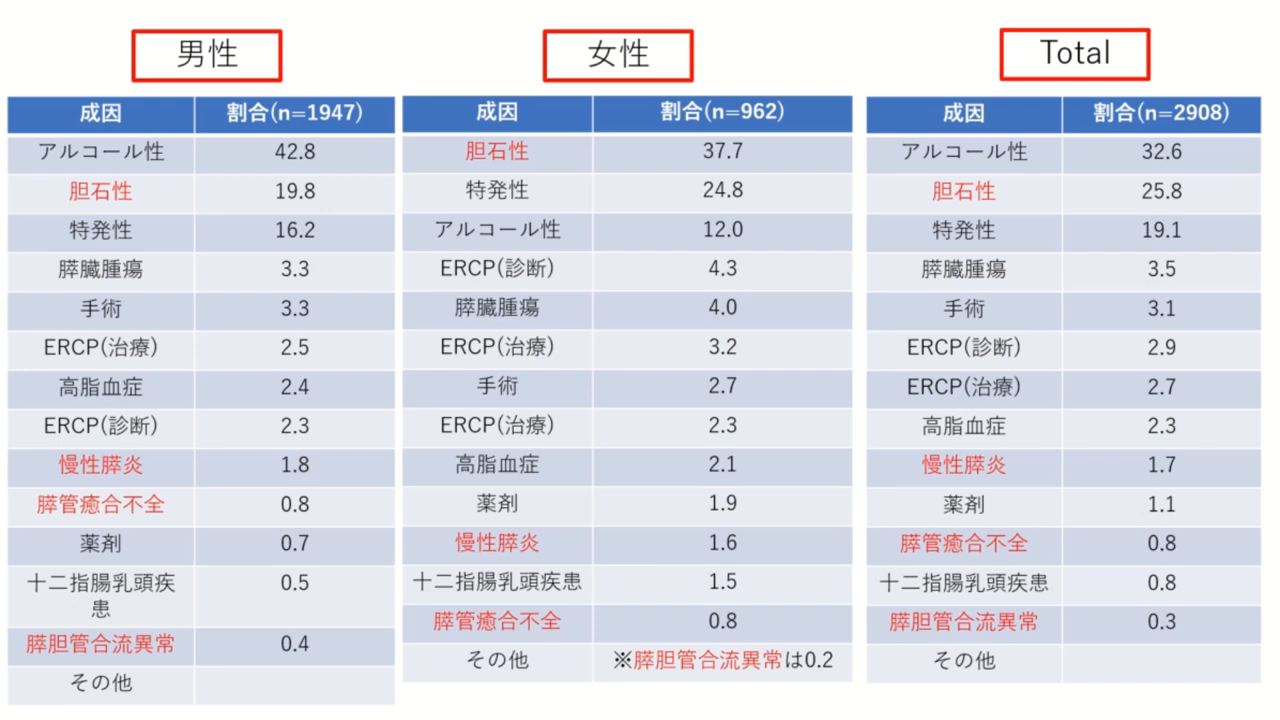 男性
成因 割合(n=1947)
アルコール性 42.8
胆石性 19.8
特発性 16.2
膵臓腫瘍 3.3
手術 3.3
ERCP(治療) 2.5
高脂血症 2.4
ERCP(診断) 2.3
慢性膵炎 1.8
膵管癒合不全 0.8
薬剤 0.7
十二指腸乳頭疾
患 0.5
膵胆管合流異常 0.4
その他
女性
成因 割合(n=962)
胆石性 37.7
特発性 24.8
アルコール性 12.0
ERCP(診断) 4.3
膵臓腫瘍 4.0
ERCP(治療) 3.2
手術 2.7
ERCP(治療) 2.3
高脂血症 2.1
薬剤 1.9
慢性膵炎 1.6
十二指腸乳頭疾患 1.5
膵管癒合不全 0.8
その他 ※膵胆管合流異常は0.2
Total
成因 割合(n=2908)
アルコール性 32.6
胆石性 25.8
特発性 19.1
膵臓腫瘍 3.5
手術 3.1
ERCP(診断) 2.9
ERCP(治療) 2.7
高脂血症 2.3
慢性膵炎 1.7
薬剤 1.1
膵管癒合不全 0.8
十二指腸乳頭疾患 0.8
膵胆管合流異常 0.3
その他